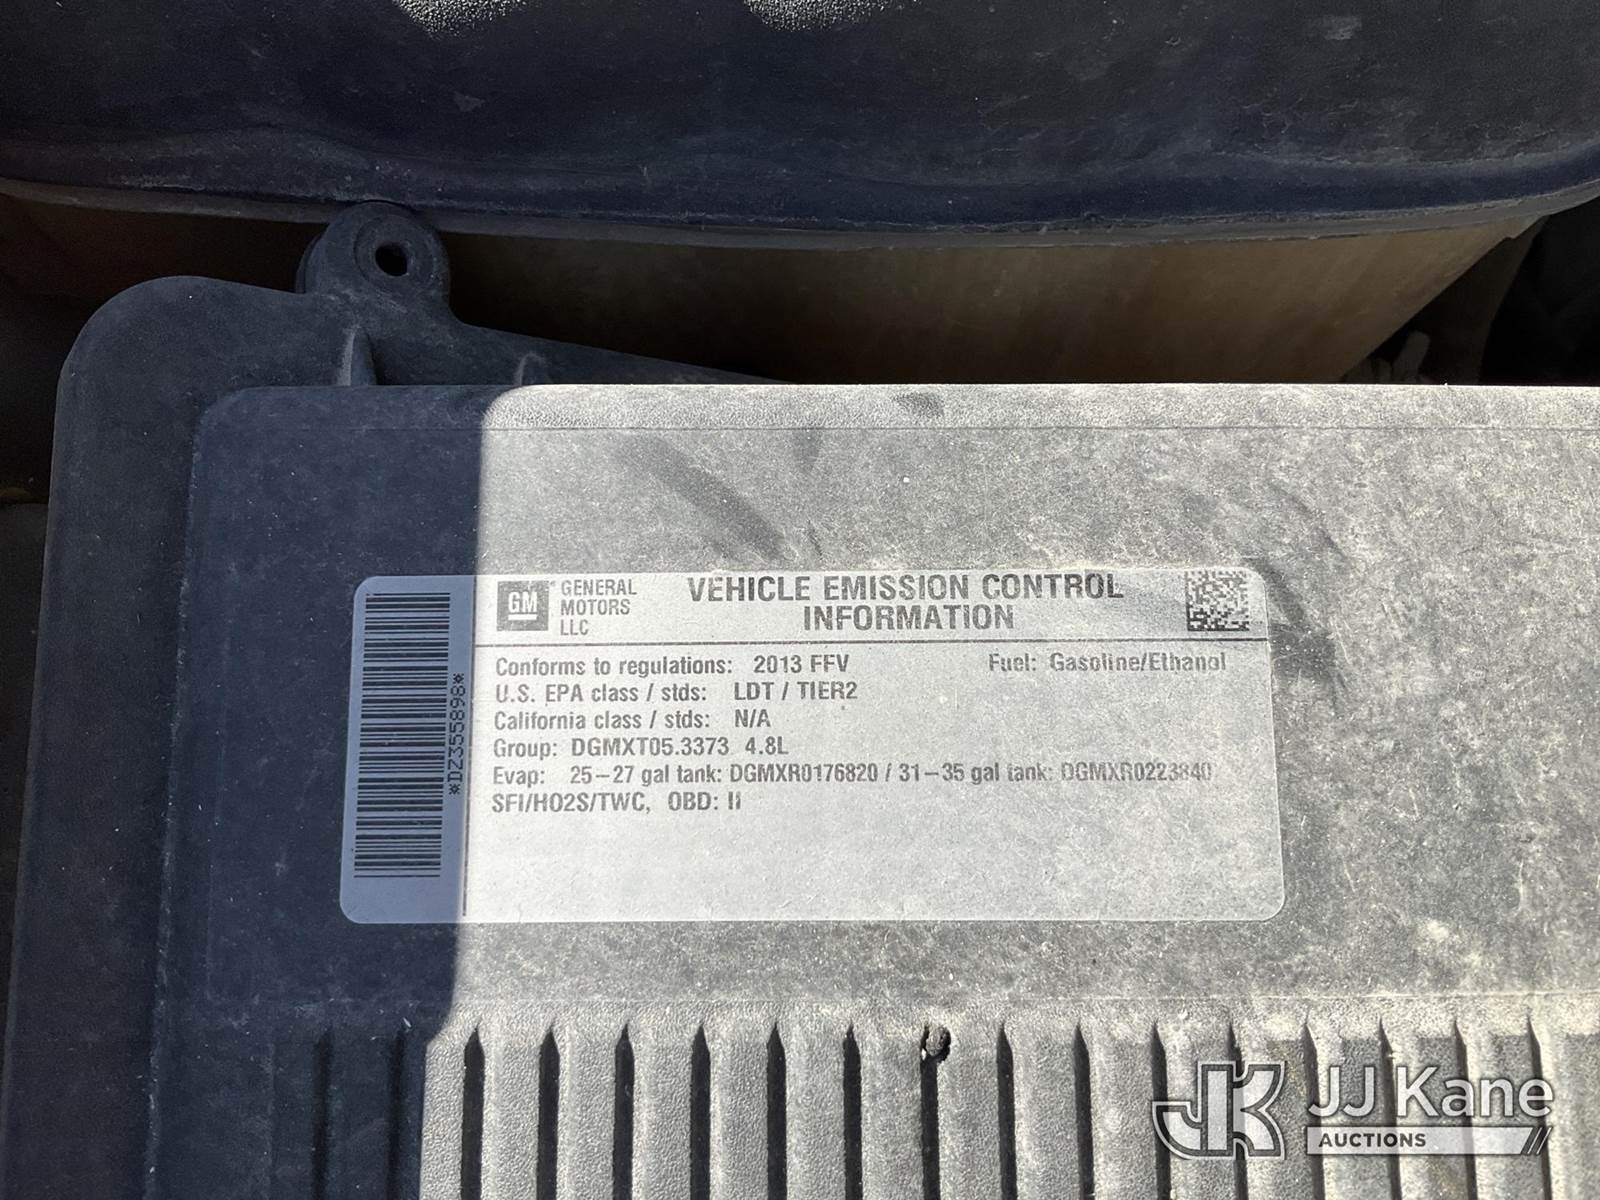 *DZ355898*
GM GENERAL MOTORS LLC
VEHICLE EMISSION CONTROL
INFORMATION
Conforms to regulations: 2013 FFV Fuel: Gasoline/Ethanol
U.S. EPA class / stds: LDT / TIER2
California class / stds: N/A
Group: DGMXT05.3373 4.8L
Evap: 25-27 gal tank: DGMXR0176820 / 31-35 gal tank: DGMXR0223840
SFI/HO2S/TWC, OBD: II
JK JJ Kane
AUCTIONS